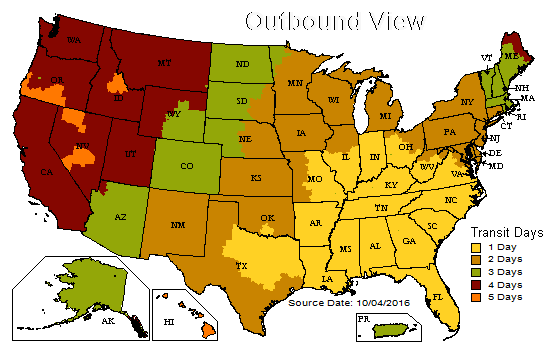 Outbound View
WA
MT
ND
MN
ME
VT
OR
ID
WY
SD
WI
MI
NY
NH
MA
RI
CT
NV
UT
CO
NE
IA
IL
IN
OH
PA
NJ
DE
MD
CA
AZ
NM
KS
MO
KY
WV
VA
OK
AR
TN
NC
SC
TX
LA
MS
AL
GA
FL
AK
HI
PR
Transit Days
1 Day
2 Days
3 Days
4 Days
5 Days
Source Date: 10/04/2016